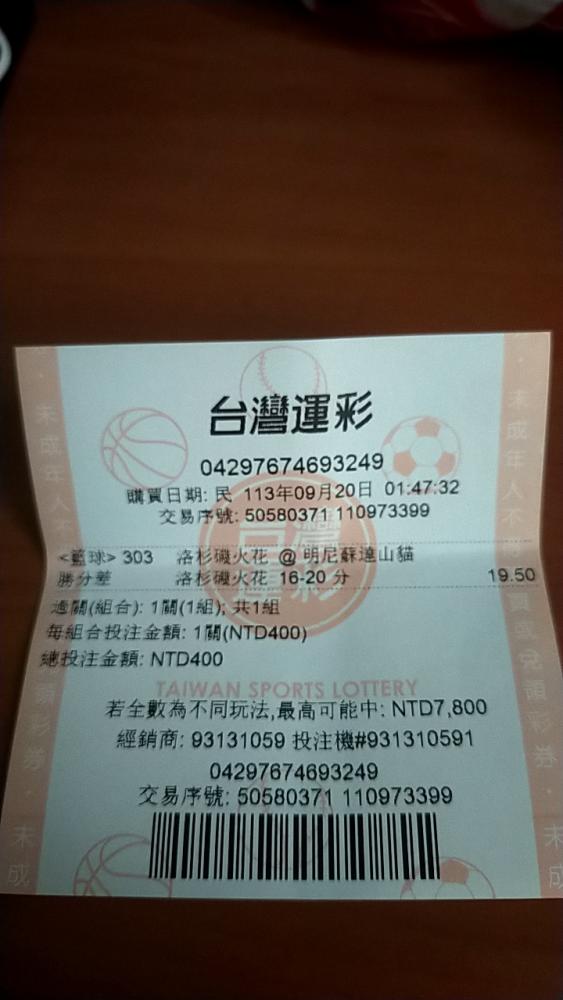 台灣運彩
04297674693249
購買日期: 民 113年09月20日 01:47:32
交易序號: 50580371 110973399
<籃球> 303 洛杉磯火花 @ 明尼蘇達山貓
勝分差 洛杉磯火花 16-20 分 19.50
過關(組合): 1關(1組); 共1組
每組合投注金額: 1關(NTD400)
總投注金額: NTD400
TAIWAN SPORTS LOTTERY
若全數為不同玩法,最高可能中: NTD7,800
經銷商: 93131059 投注機#931310591
04297674693249
交易序號: 50580371 110973399